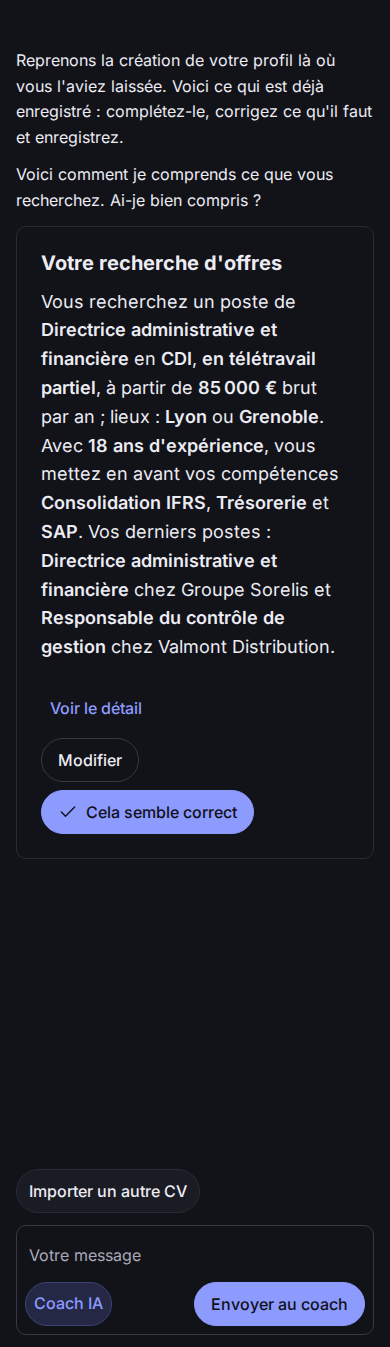 Reprenons la création de votre profil là où
vous l'aviez laissée. Voici ce qui est déjà
enregistré : complétez-le, corrigez ce qu'il faut
et enregistrez.
Voici comment je comprends ce que vous
recherchez. Ai-je bien compris ?
Votre recherche d'offres
Vous recherchez un poste de
Directrice administrative et
financière en CDI, en télétravail
partiel, à partir de 85 000 € brut
par an ; lieux : Lyon ou Grenoble.
Avec 18 ans d'expérience, vous
mettez en avant vos compétences
Consolidation IFRS, Trésorerie et
SAP. Vos derniers postes :
Directrice administrative et
financière chez Groupe Sorelis et
Responsable du contrôle de
gestion chez Valmont Distribution.
Voir le détail
Modifier
Cela semble correct
Importer un autre CV
Votre message
Coach IA
Envoyer au coach